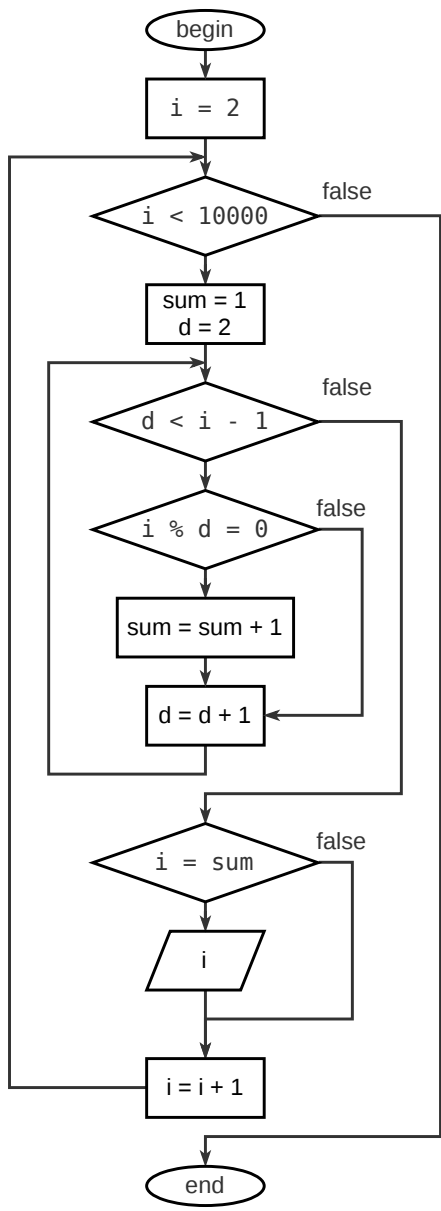 begin
i = 2
false
i < 10000
sum = 1
d = 2
false
d < i - 1
false
i % d = 0
sum = sum + 1
d = d + 1
false
i = sum
i
i = i + 1
end